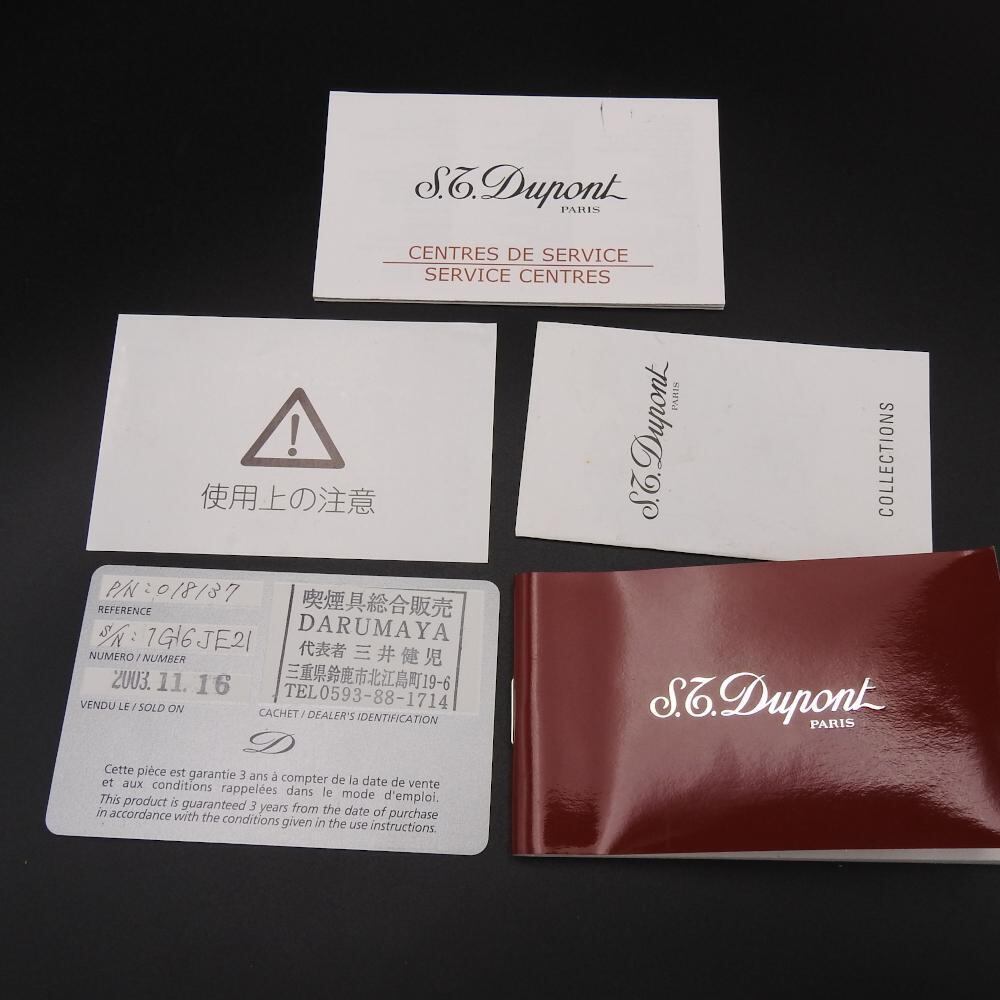 S.T. Dupont
PARIS
CENTRES DE SERVICE
SERVICE CENTRES
使用上の注意
S.T. Dupont
PARIS
COLLECTIONS
P/N: 018137
REFERENCE
S/N: 1G16JE21
NUMERO / NUMBER
2003.11.16
VENDU LE / SOLD ON
喫煙具総合販売
DARUMAYA
代表者 三井健児
三重県鈴鹿市北江島町19-6
TEL0593-88-1714
CACHET / DEALER'S IDENTIFICATION
D
Cette pièce est garantie 3 ans à compter de la date de vente
et aux conditions rappelées dans le mode d'emploi.
This product is guaranteed 3 years from the date of purchase
in accordance with the conditions given in the use instructions.
S.T. Dupont
PARIS